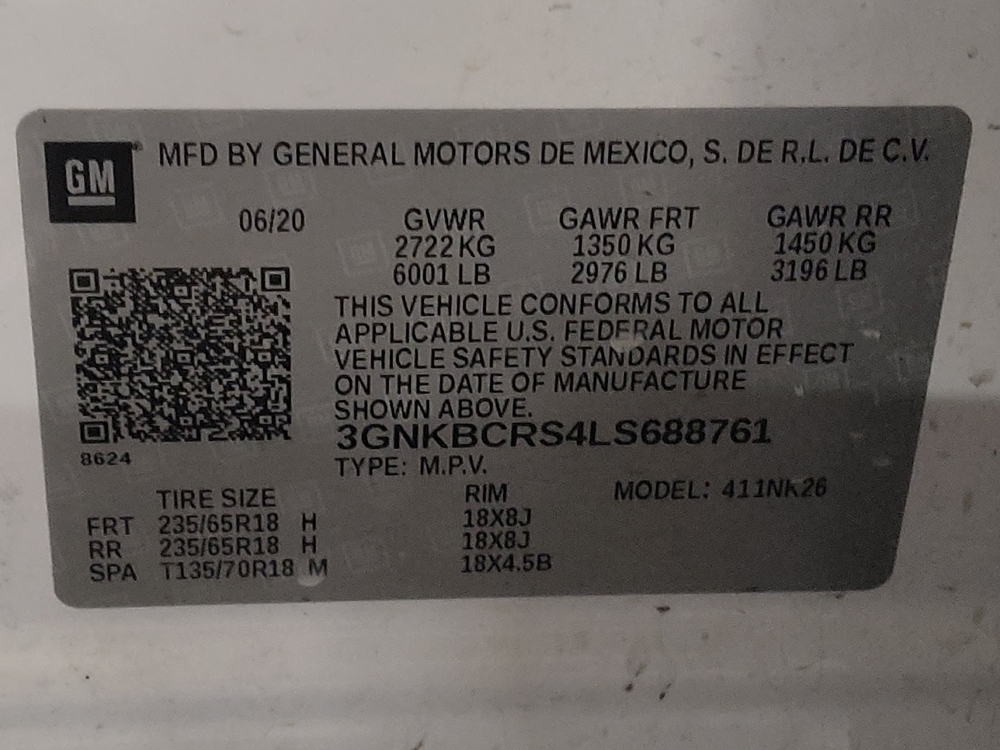 GM MFD BY GENERAL MOTORS DE MEXICO, S. DE R.L. DE C.V.
06/20 GVWR GAWR FRT GAWR RR
2722 KG 1350 KG 1450 KG
6001 LB 2976 LB 3196 LB
THIS VEHICLE CONFORMS TO ALL
APPLICABLE U.S. FEDERAL MOTOR
VEHICLE SAFETY STANDARDS IN EFFECT
ON THE DATE OF MANUFACTURE
SHOWN ABOVE.
3GNKBCRS4LS688761
8624 TYPE: M.P.V.
TIRE SIZE RIM MODEL: 411NK26
FRT 235/65R18 H 18X8J
RR 235/65R18 H 18X8J
SPA T135/70R18 M 18X4.5B